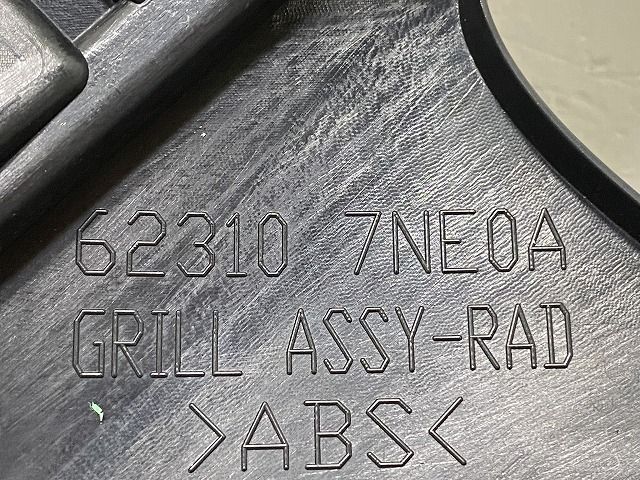 62310 7NE0A
GRILL ASSY-RAD
>ABS<